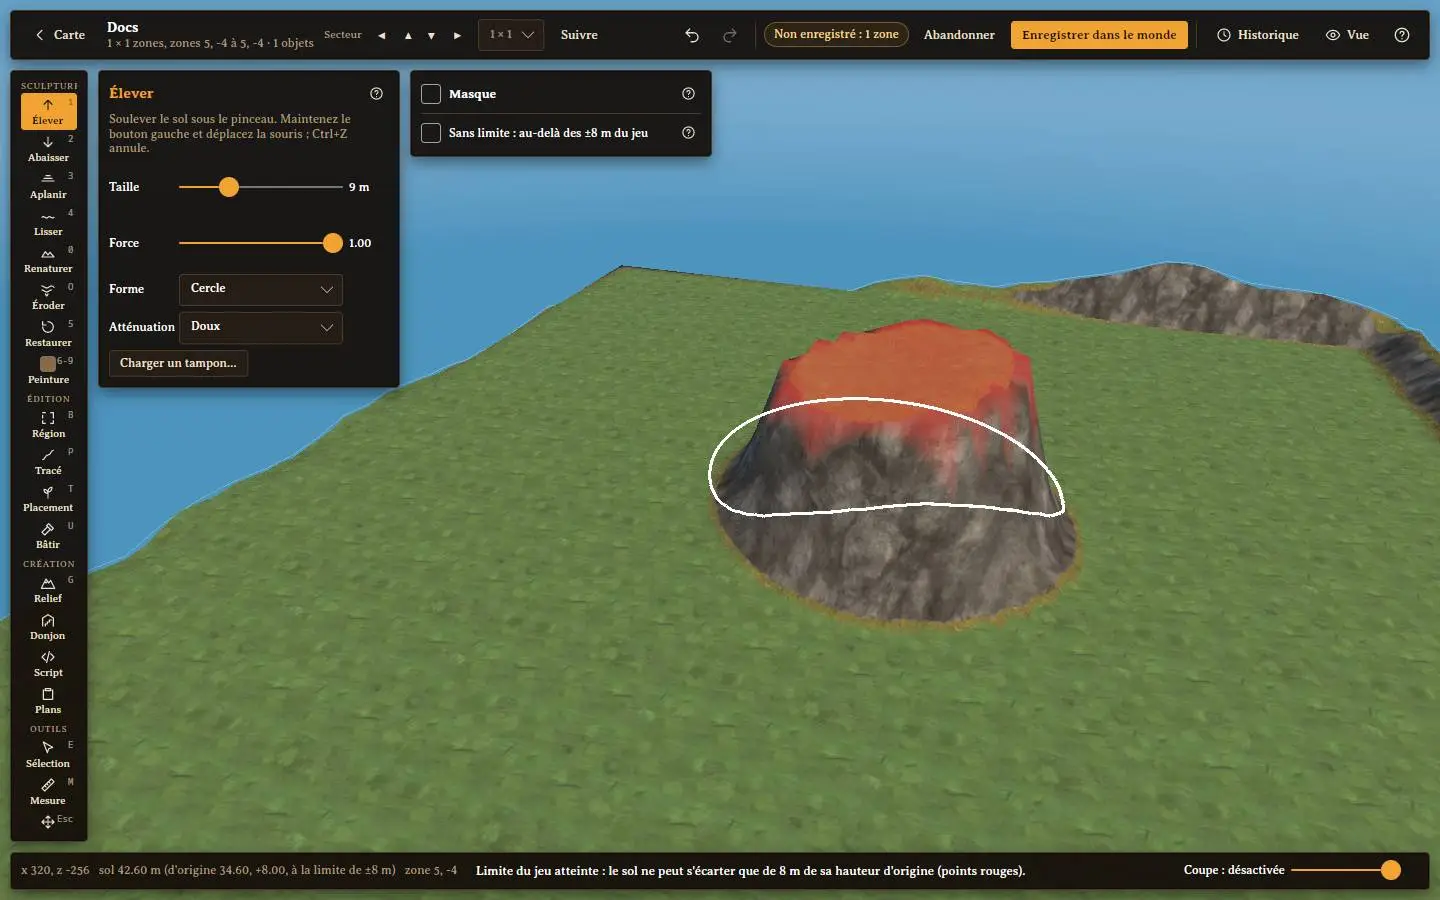 Carte
Docs
1 × 1 zones, zones 5, -4 à 5, -4 · 1 objets
Secteur
1 × 1
Suivre
Non enregistré : 1 zone
Abandonner
Enregistrer dans le monde
Historique
Vue
SCULPTURE
1
Élever
2
Abaisser
3
Aplanir
4
Lisser
0
Renaturer
O
Éroder
5
Restaurer
6-9
Peinture
ÉDITION
B
Région
P
Tracé
T
Placement
U
Bâtir
CRÉATION
G
Relief
Donjon
Script
Plans
OUTILS
E
Sélection
M
Mesure
Esc
Élever
Soulever le sol sous le pinceau. Maintenez le
bouton gauche et déplacez la souris ; Ctrl+Z
annule.
Taille
9 m
Force
1.00
Forme
Cercle
Atténuation
Doux
Charger un tampon...
Masque
Sans limite : au-delà des ±8 m du jeu
x 320, z -256
sol 42.60 m (d'origine 34.60, +8.00, à la limite de ±8 m)
zone 5, -4
Limite du jeu atteinte : le sol ne peut s'écarter que de 8 m de sa hauteur d'origine (points rouges).
Coupe : désactivée